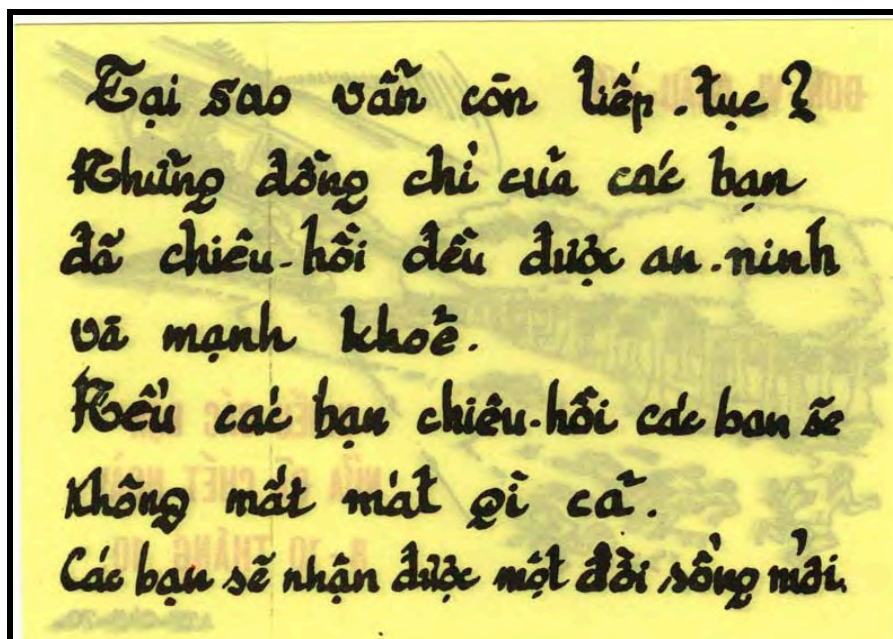 Tại sao vẫn còn tiếp-tục?
Những đồng chí của các bạn
đã chiêu-hồi đều được an-ninh
và mạnh khoẻ.
Nếu các bạn chiêu-hồi các bạn sẽ
không mất mát gì cả.
Các bạn sẽ nhận được một đời sống mới.